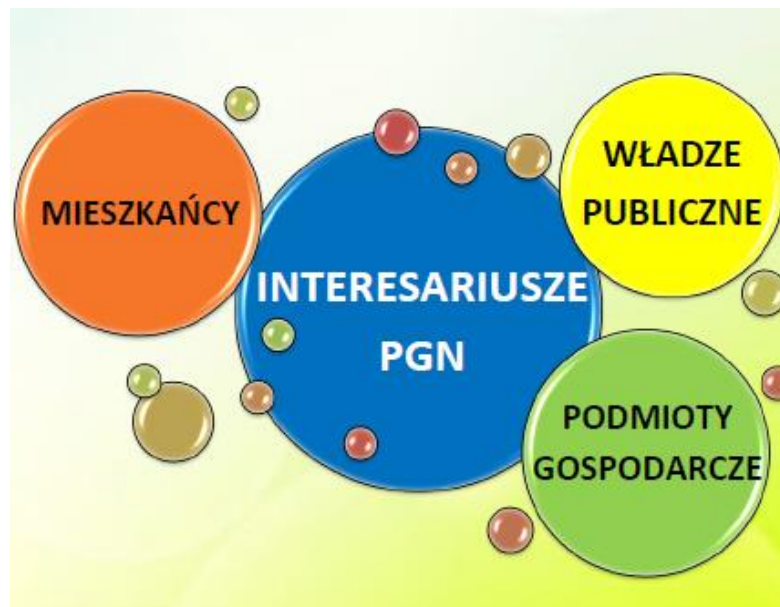 MIESZKAŃCY
INTERESARIUSZE
PGN
WŁADZE
PUBLICZNE
PODMIOTY
GOSPODARCZE